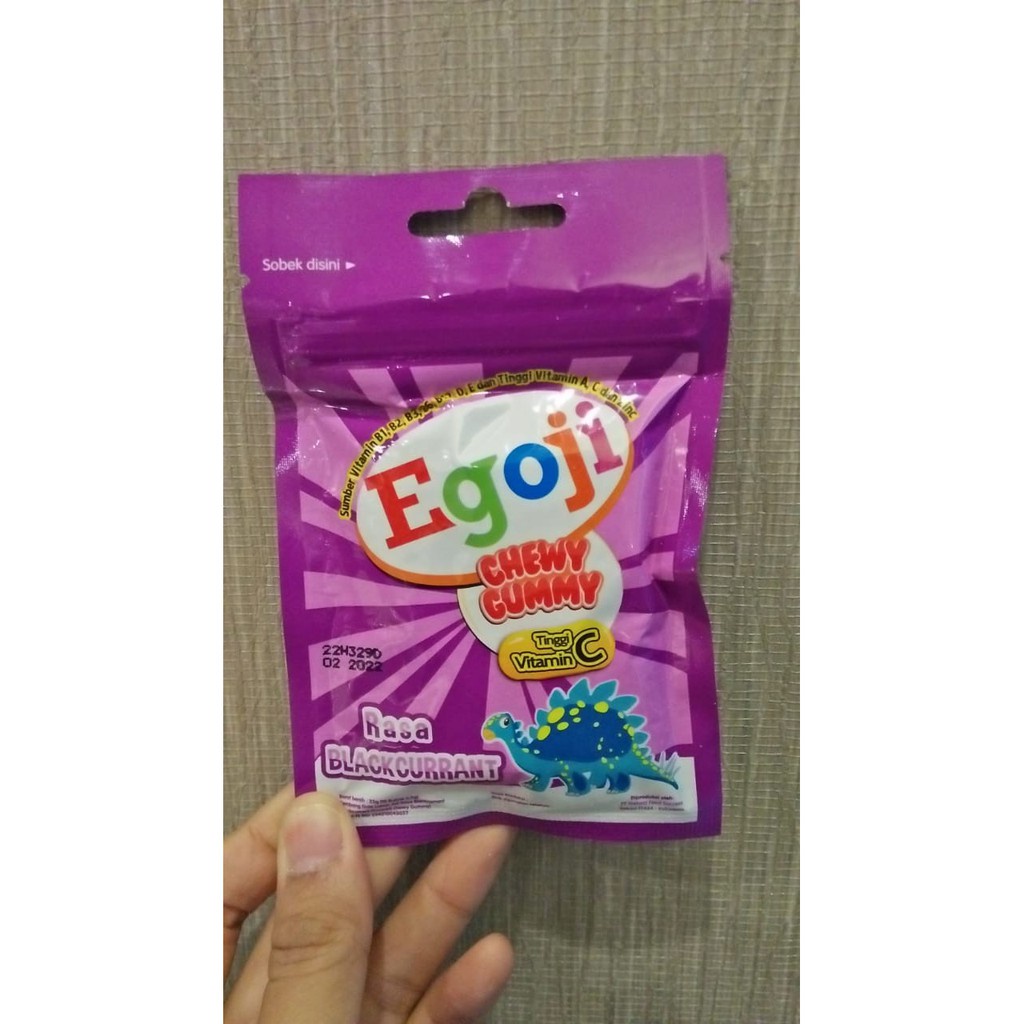 Sobek disini
Sumber Vitamin B1, B2, B3, B6, D, E dan Tinggi Vitamin A, C dan Zinc
Egoji
CHEWY
GUMMY
Tinggi
Vitamin C
22H329D
02 2022
Rasa
BLACKCURRANT